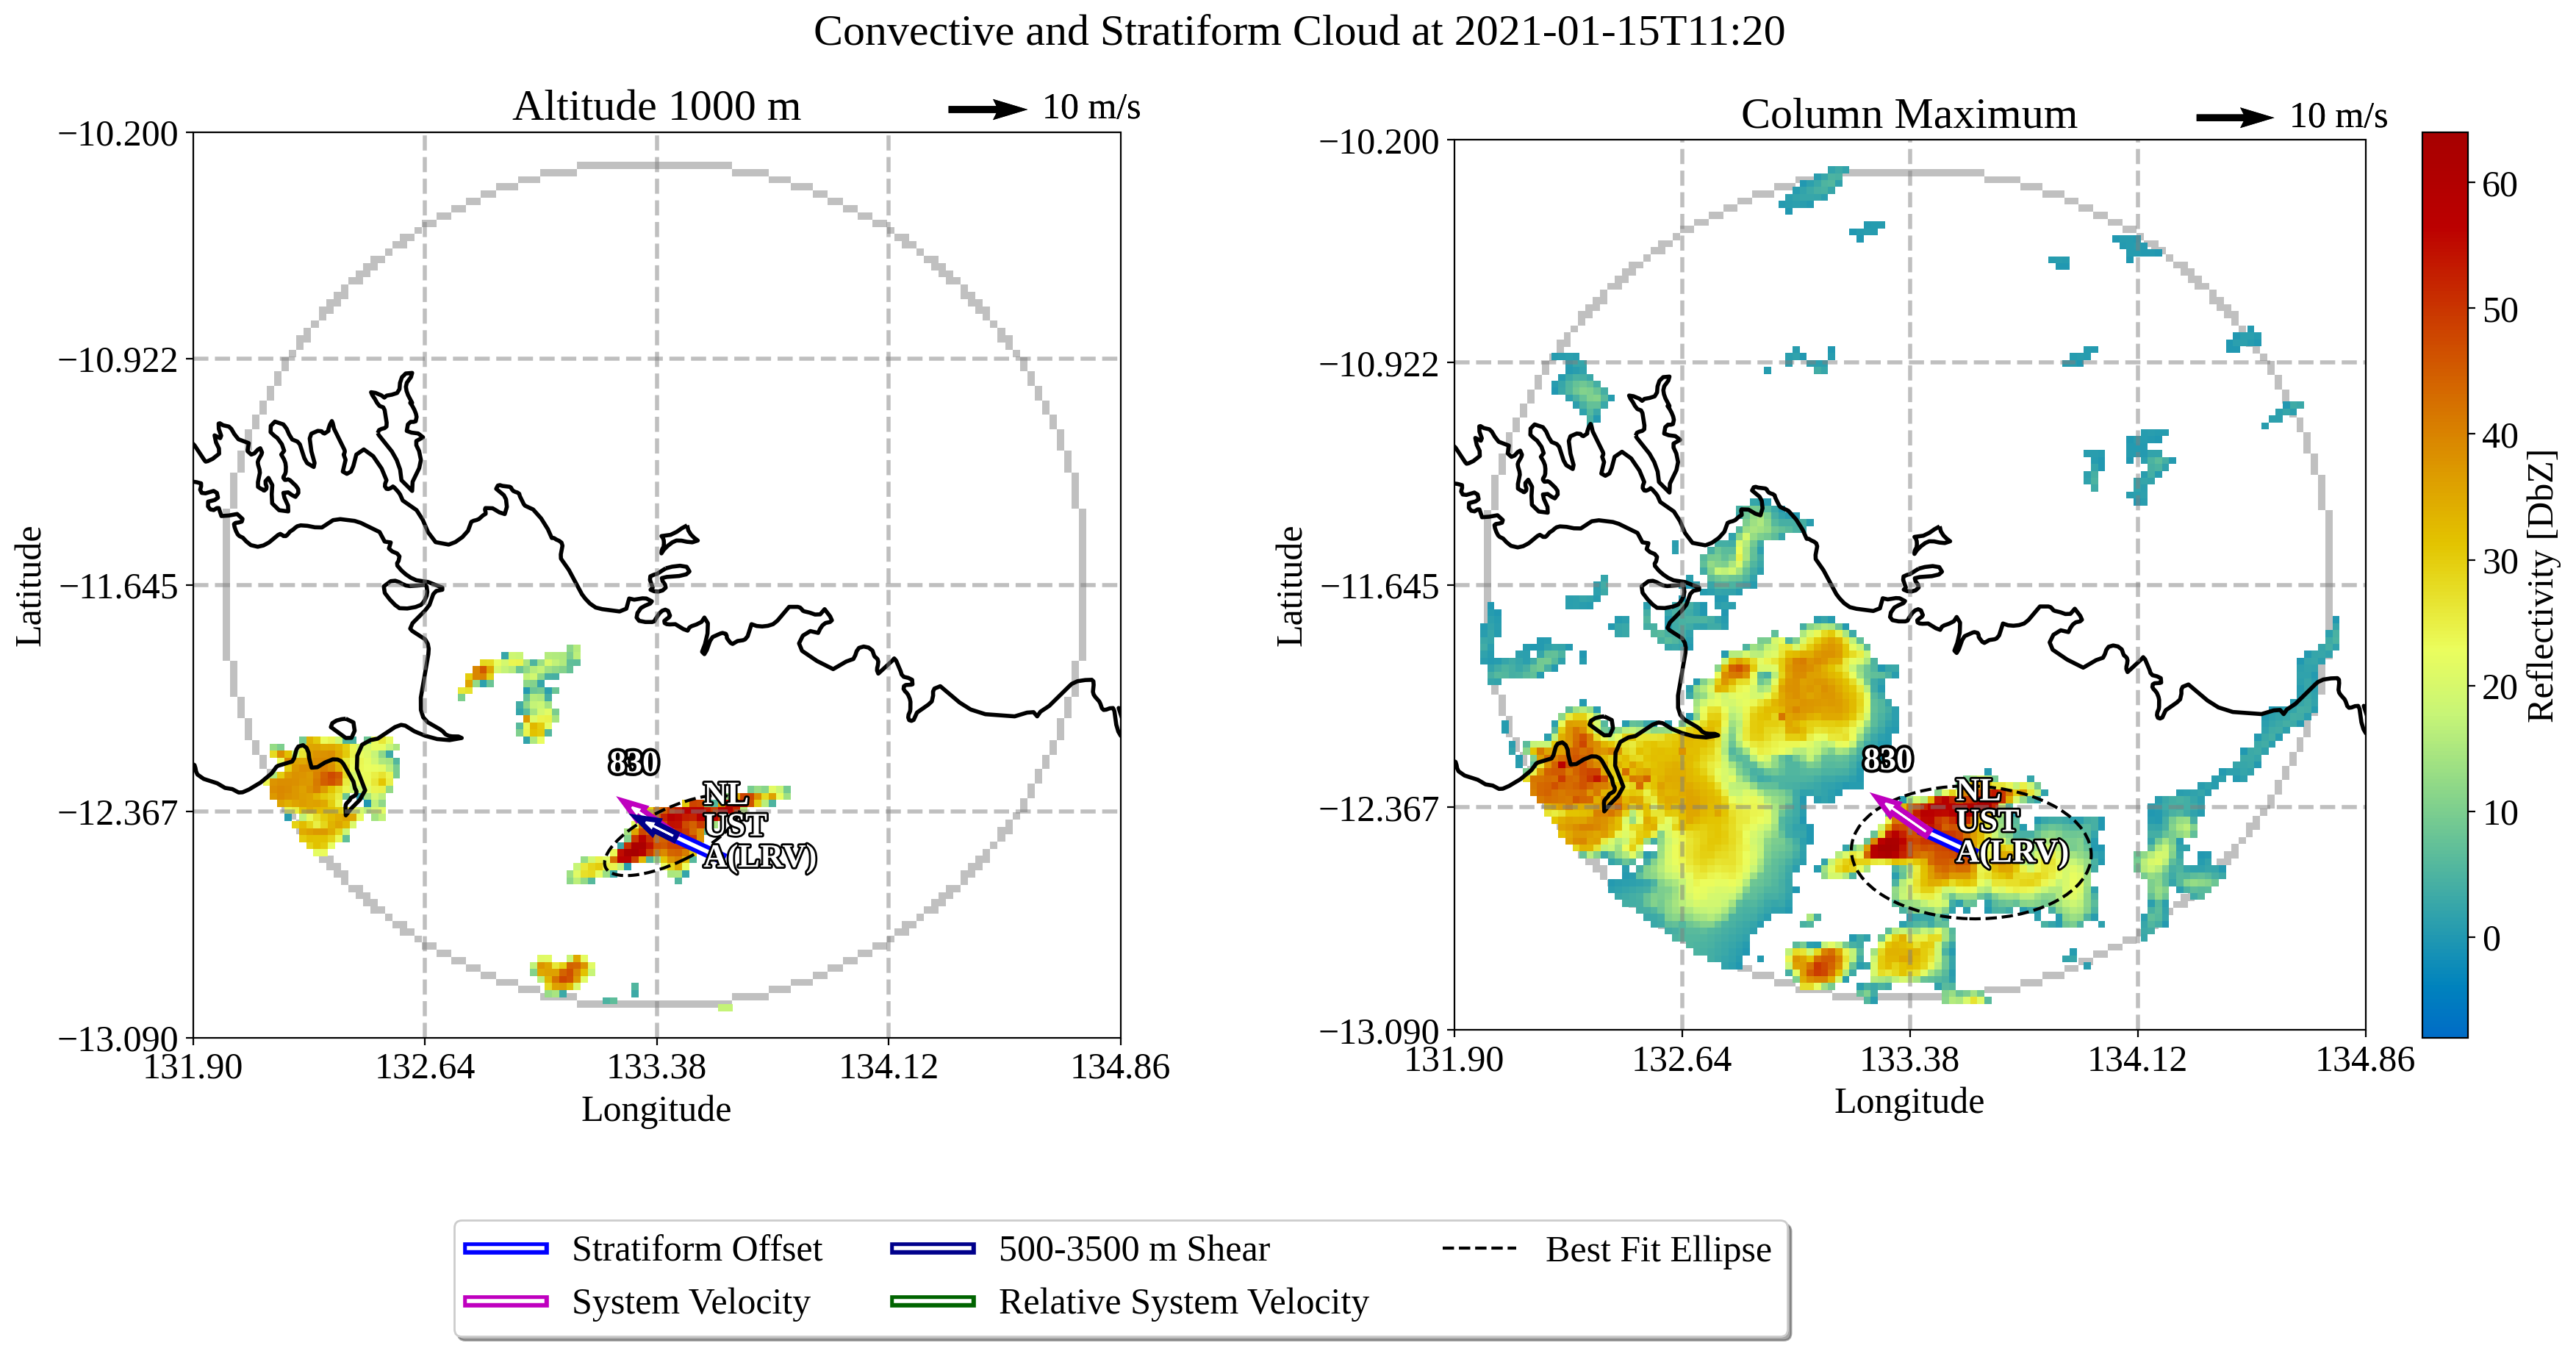 Convective and Stratiform Cloud at 2021-01-15T11:20
Altitude 1000 m
10 m/s
−10.200
−10.922
−11.645
−12.367
−13.090
Latitude
830
NL
UST
A(LRV)
131.90
132.64
133.38
134.12
134.86
Longitude
Column Maximum
10 m/s
−10.200
−10.922
−11.645
−12.367
−13.090
Latitude
830
NL
UST
A(LRV)
131.90
132.64
133.38
134.12
134.86
Longitude
60
50
40
30
20
10
0
Reflectivity [DbZ]
Stratiform Offset
System Velocity
500-3500 m Shear
Relative System Velocity
Best Fit Ellipse